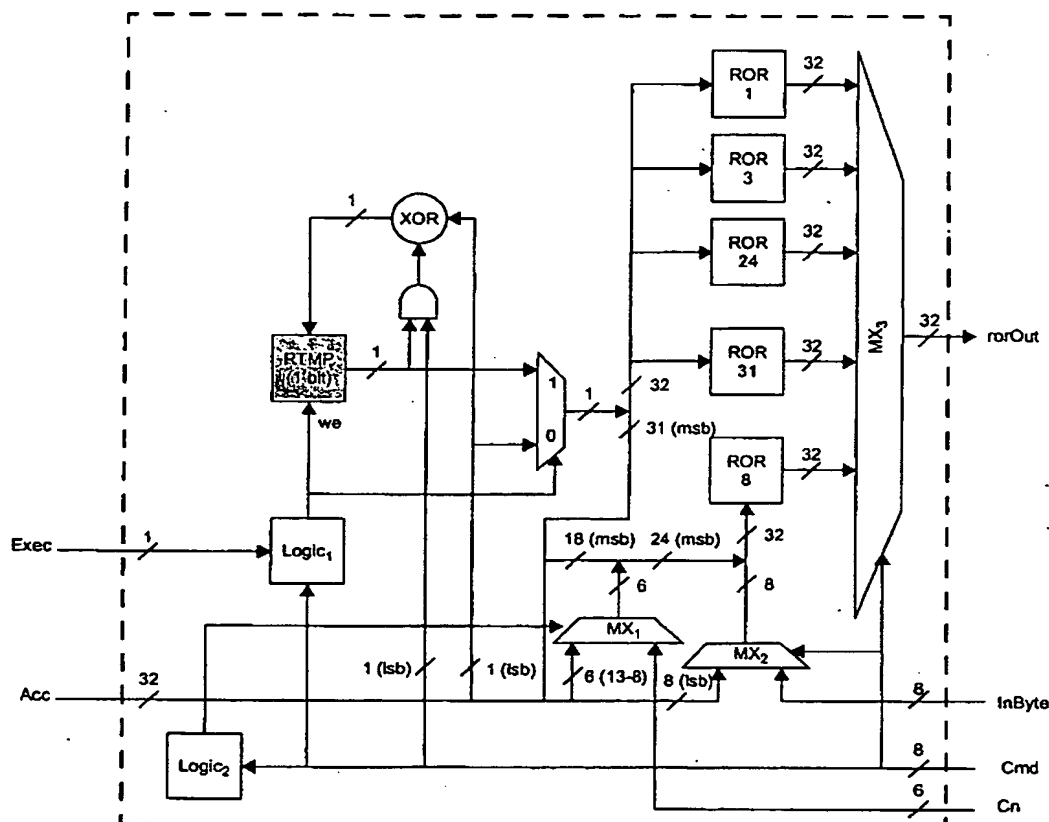 32
ROR
1
32
ROR
3
1
XOR
32
ROR
24
MX3
32
rorOut
RTMP
(1-bit)
1
1
32
ROR
31
1
32
we
0
31 (msb)
32
ROR
8
Exec
1
Logic1
18 (msb)
24 (msb)
32
6
8
MX1
MX2
1 (lsb)
1 (lsb)
6 (13-8)
8 (lsb)
Acc
32
8
InByte
Logic2
8
Cmd
6
Cn